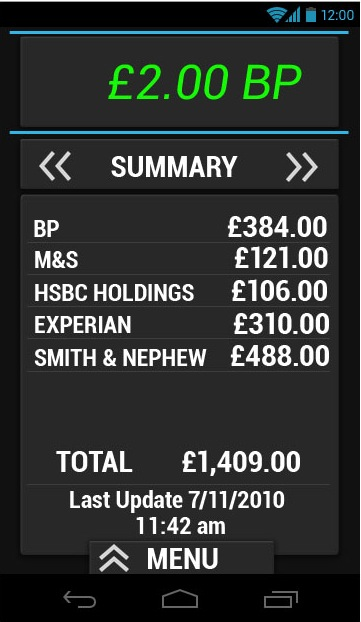 12:00
£2.00 BP
SUMMARY
BP £384.00
M&S £121.00
HSBC HOLDINGS £106.00
EXPERIAN £310.00
SMITH & NEPHEW £488.00
TOTAL £1,409.00
Last Update 7/11/2010
11:42 am
MENU